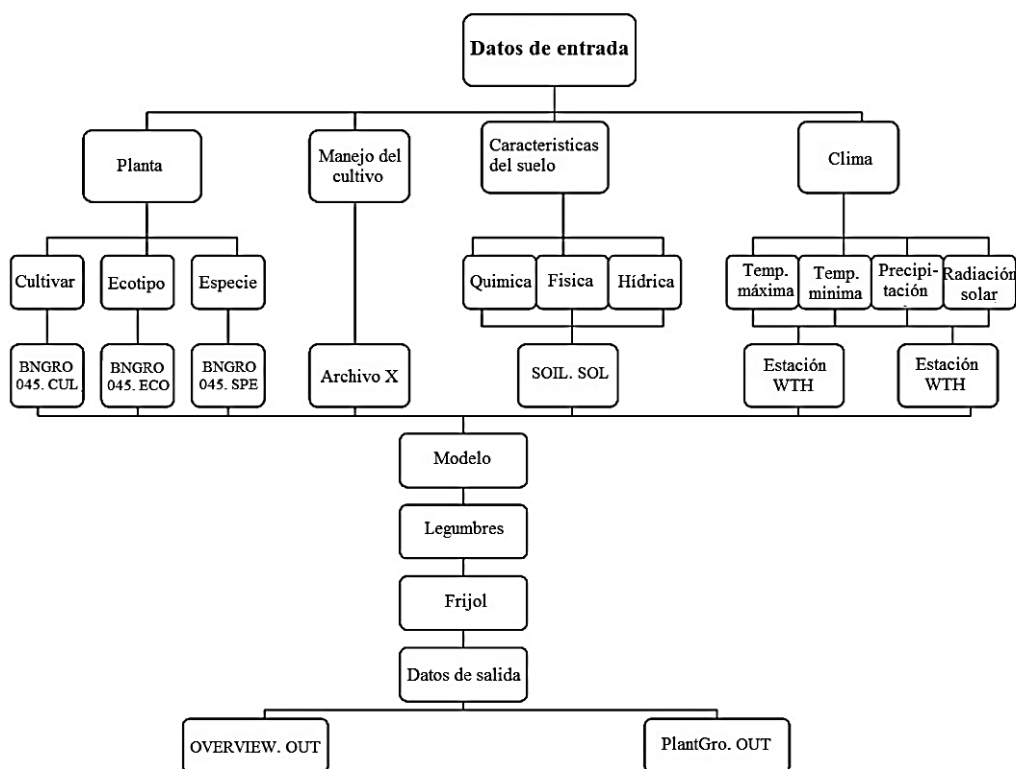 Datos de entrada
Planta
Manejo del
cultivo
Caracteristicas
del suelo
Clima
Cultivar
Ecotipo
Especie
Quimica
Fisica
Hídrica
Temp.
máxima
Temp.
minima
Precipi-
tación
Radiación
solar
BNGRO
045. CUL
BNGRO
045. ECO
BNGRO
045. SPE
Archivo X
SOIL. SOL
Estación
WTH
Estación
WTH
Modelo
Legumbres
Frijol
Datos de salida
OVERVIEW. OUT
PlantGro. OUT